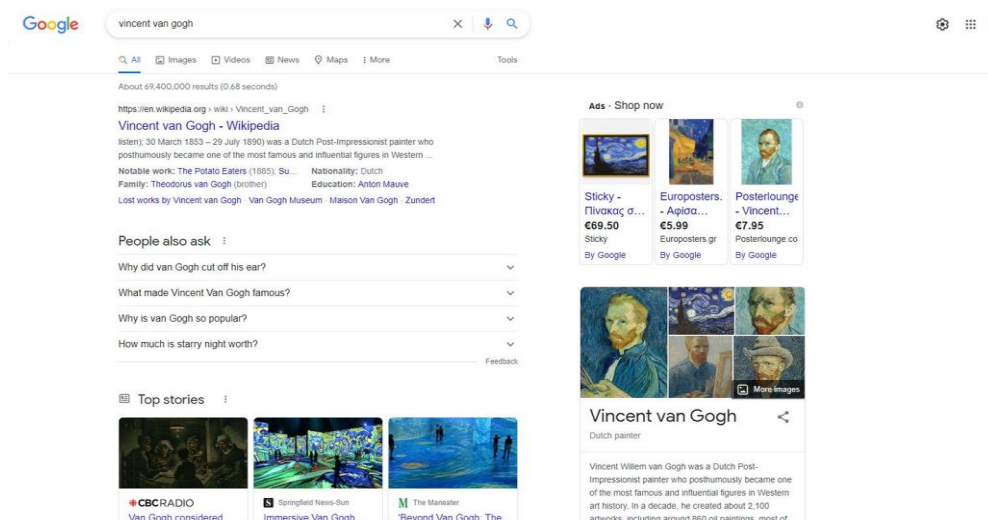 Google
vincent van gogh
All Images Videos News Maps More Tools
About 69,400,000 results (0.68 seconds)
https://en.wikipedia.org › wiki › Vincent_van_Gogh
Vincent van Gogh - Wikipedia
listen); 30 March 1853 – 29 July 1890) was a Dutch Post-Impressionist painter who
posthumously became one of the most famous and influential figures in Western ...
Notable work: The Potato Eaters (1885); Su... Nationality: Dutch
Family: Theodorus van Gogh (brother) Education: Anton Mauve
Lost works by Vincent van Gogh · Van Gogh Museum · Maison Van Gogh · Zundert
People also ask
Why did van Gogh cut off his ear?
What made Vincent Van Gogh famous?
Why is van Gogh so popular?
How much is starry night worth?
Feedback
Top stories
CBC RADIO
Van Gogh considered
S Springfield News-Sun
Immersive Van Gogh
M The Maneater
'Beyond Van Gogh: The
Ads · Shop now
Sticky -
Πίνακας σ...
€69.50
Sticky
By Google
Europosters.
- Αφίσα...
€5.99
Europosters.gr
By Google
Posterlounge
- Vincent...
€7.95
Posterlounge.co
By Google
More images
Vincent van Gogh
Dutch painter
Vincent Willem van Gogh was a Dutch Post-
Impressionist painter who posthumously became one
of the most famous and influential figures in Western
art history. In a decade, he created about 2,100
artworks, including around 860 oil paintings, most of